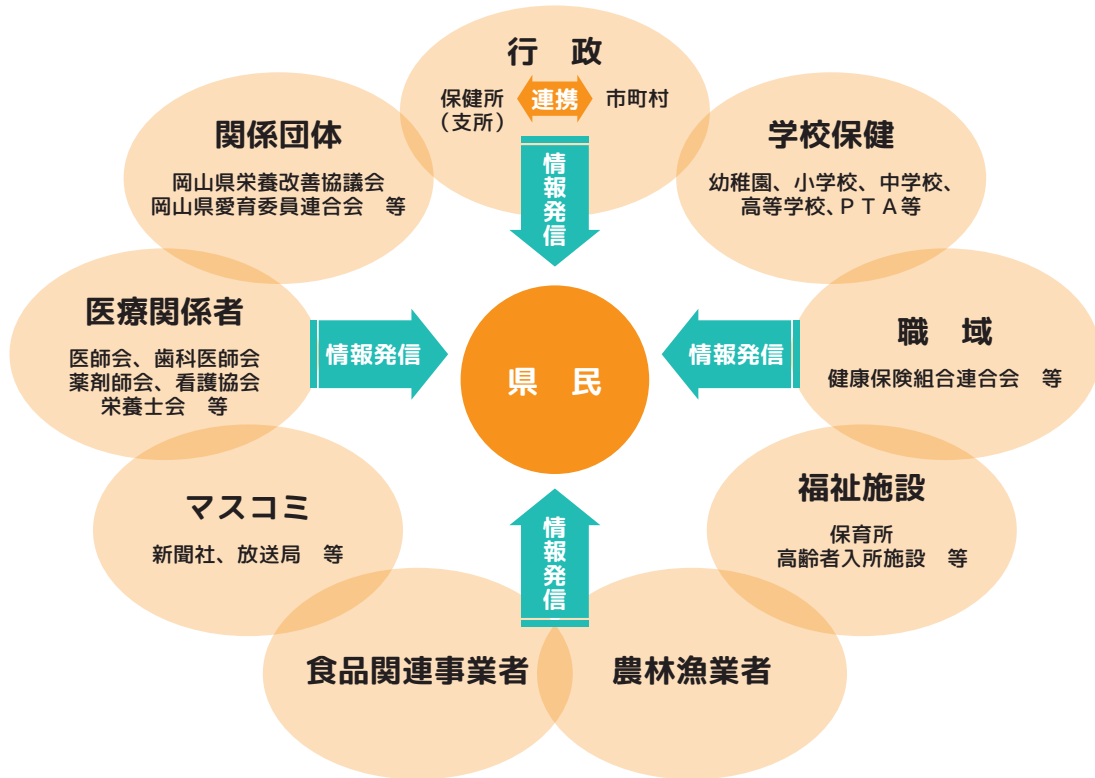 行　政
保健所
（支所）
連携
市町村
情報発信
関係団体
岡山県栄養改善協議会
岡山県愛育委員連合会　等
学校保健
幼稚園、小学校、中学校、
高等学校、ＰＴＡ等
医療関係者
医師会、歯科医師会
薬剤師会、看護協会
栄養士会　等
情報発信
県　民
情報発信
職　域
健康保険組合連合会　等
マスコミ
新聞社、放送局　等
福祉施設
保育所
高齢者入所施設　等
情報発信
食品関連事業者
農林漁業者